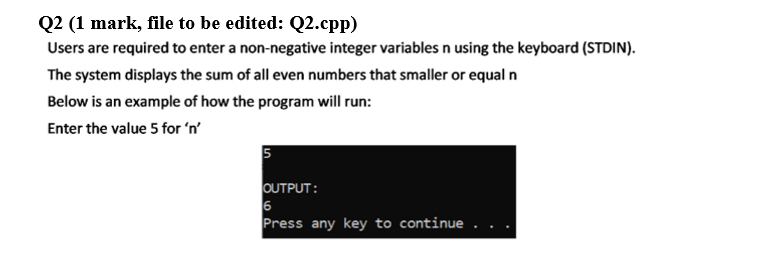 Q2 (1 mark, file to be edited: Q2.cpp)
Users are required to enter a non-negative integer variables n using the keyboard (STDIN).
The system displays the sum of all even numbers that smaller or equal n
Below is an example of how the program will run:
Enter the value 5 for ‘n’
5
OUTPUT:
6
Press any key to continue . . .